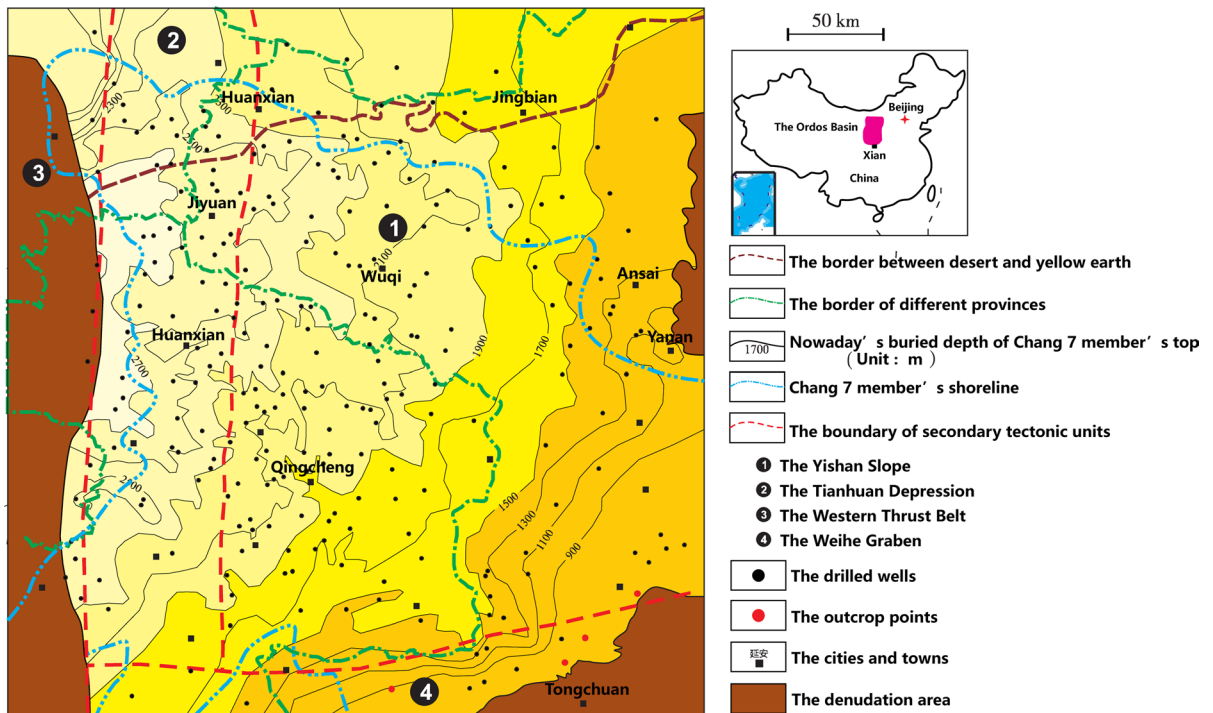 50 km
2
Huanxian
Jingbian
2300
2500
3
Jiyuan
1
2100
Wuqi
Ansai
Huanxian
1900
1700
Yanan
2700
Qingcheng
2700
1500
1300
1100
900
4
Tongchuan
Beijing
The Ordos Basin
Xian
China
The border between desert and yellow earth
The border of different provinces
1700
Nowaday's buried depth of Chang 7 member's top
(Unit: m)
Chang 7 member's shoreline
The boundary of secondary tectonic units
1 The Yishan Slope
2 The Tianhuan Depression
3 The Western Thrust Belt
4 The Weihe Graben
The drilled wells
The outcrop points
延安
The cities and towns
The denudation area